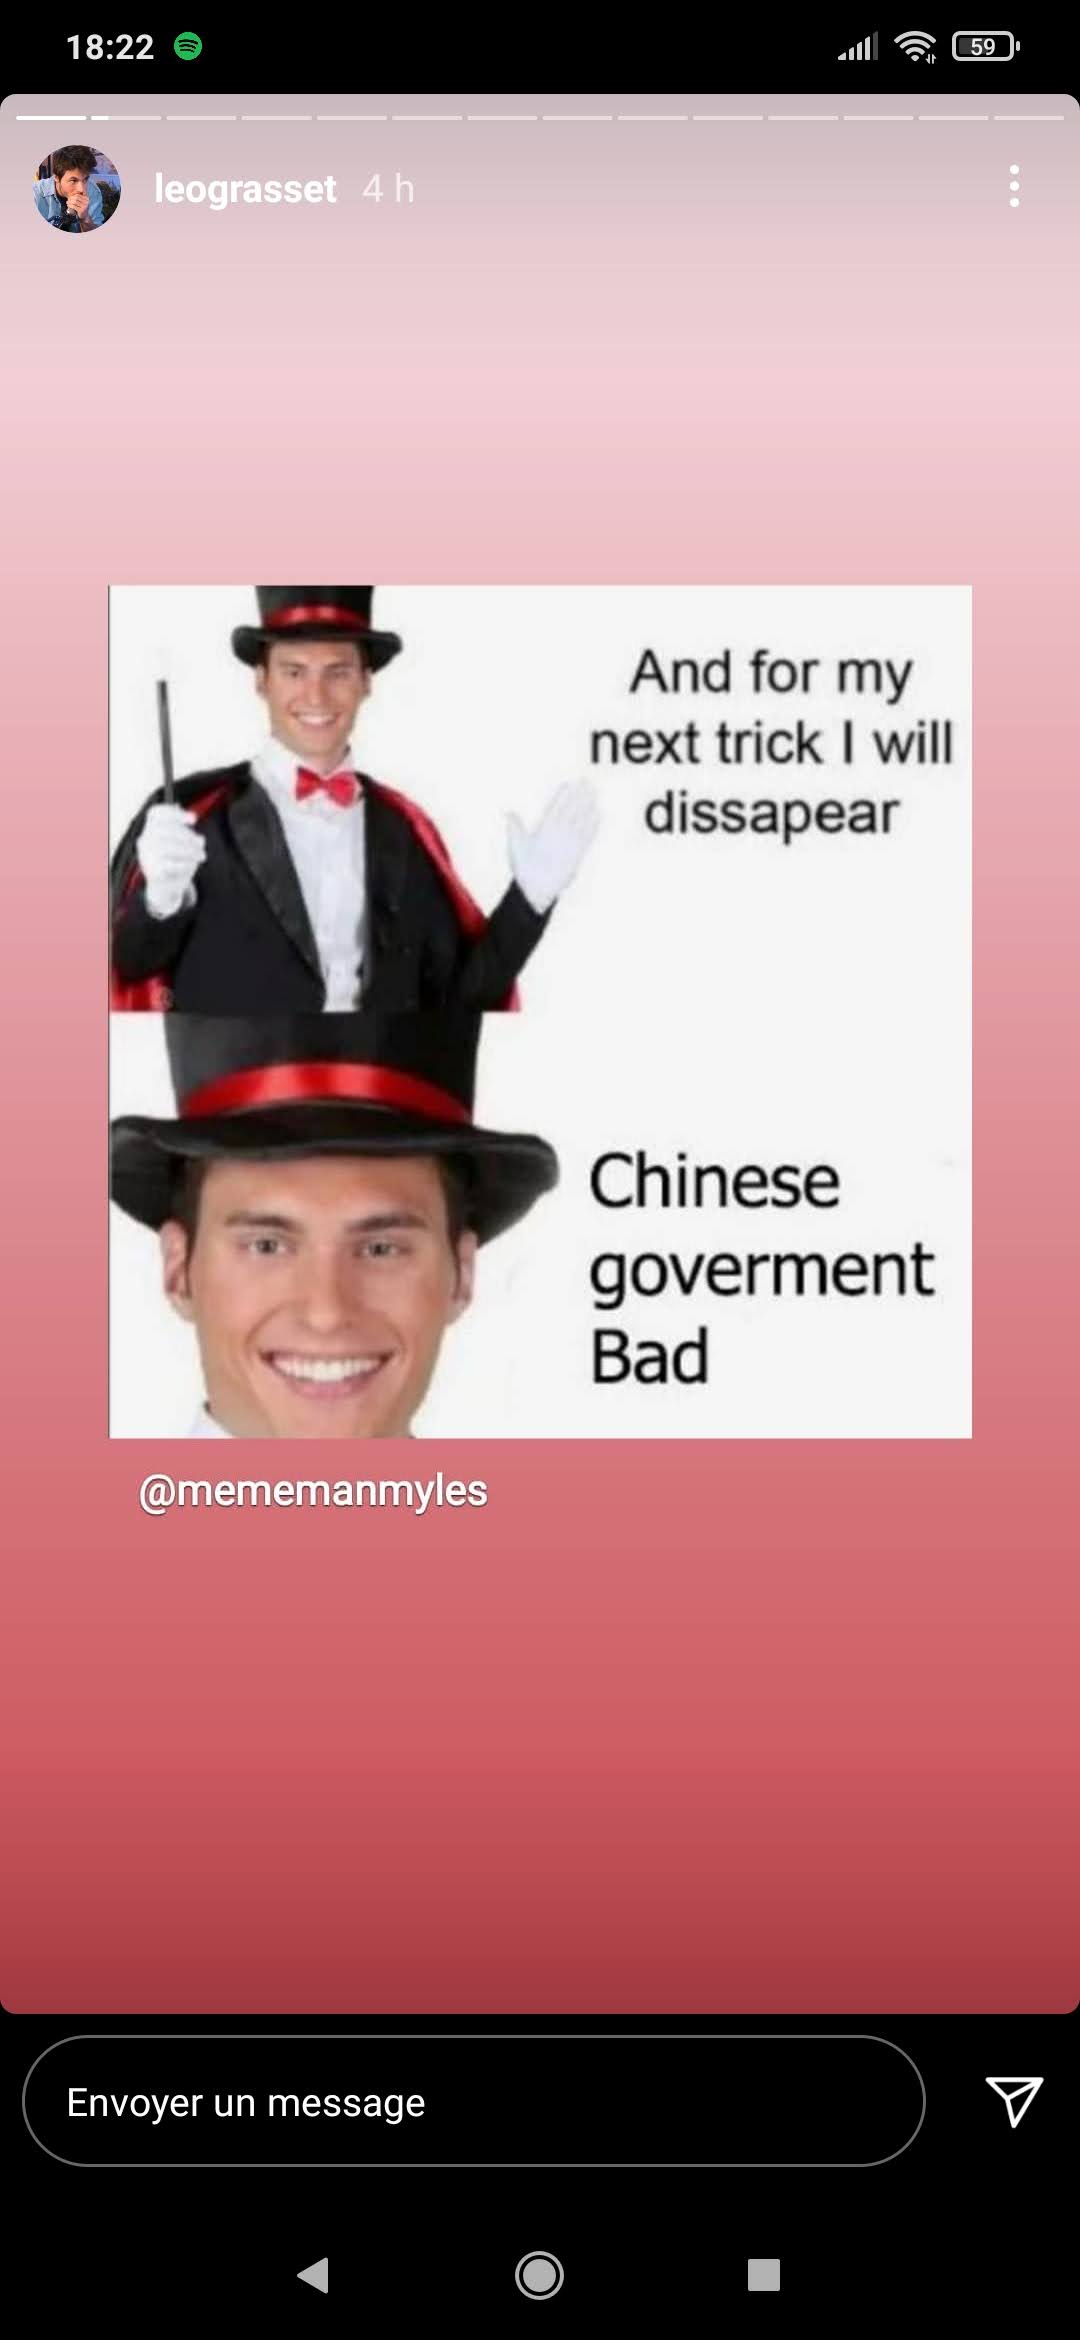 18:22
59
leograsset 4 h
And for my
next trick I will
dissapear
Chinese
goverment
Bad
@mememanmyles
Envoyer un message